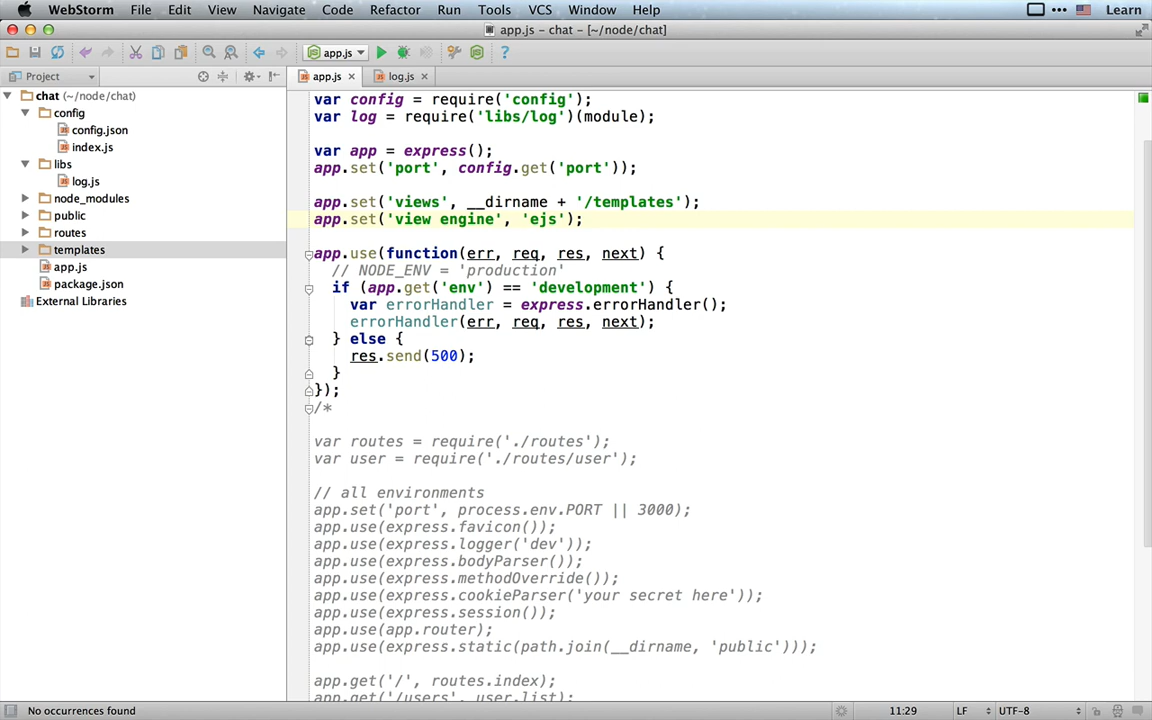 WebStorm File Edit View Navigate Code Refactor Run Tools VCS Window Help Learn
app.js – chat – [~/node/chat]
app.js
Project
app.js
log.js
chat (~/node/chat)
config
config.json
index.js
libs
log.js
node_modules
public
routes
templates
app.js
package.json
External Libraries
var config = require('config');
var log = require('libs/log')(module);
var app = express();
app.set('port', config.get('port'));
app.set('views', __dirname + '/templates');
app.set('view engine', 'ejs');
app.use(function(err, req, res, next) {
// NODE_ENV = 'production'
if (app.get('env') == 'development') {
var errorHandler = express.errorHandler();
errorHandler(err, req, res, next);
} else {
res.send(500);
}
});
/*
var routes = require('./routes');
var user = require('./routes/user');
// all environments
app.set('port', process.env.PORT || 3000);
app.use(express.favicon());
app.use(express.logger('dev'));
app.use(express.bodyParser());
app.use(express.methodOverride());
app.use(express.cookieParser('your secret here'));
app.use(express.session());
app.use(app.router);
app.use(express.static(path.join(__dirname, 'public')));
app.get('/', routes.index);
app.get('/users', user.list);
No occurrences found
11:29 LF UTF-8